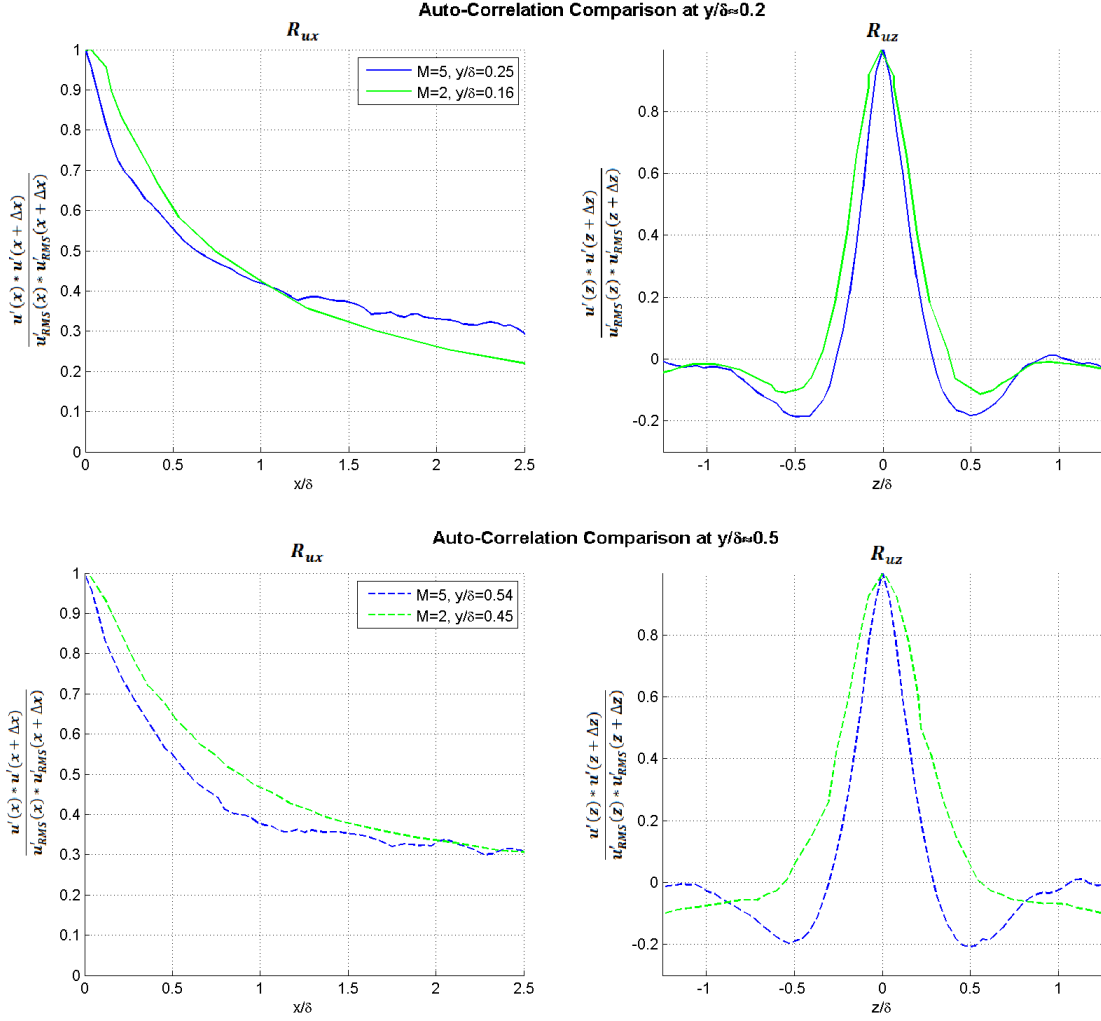 Auto-Correlation Comparison at y/δ≈0.2
R_ux
R_uz
M=5, y/δ=0.25
M=2, y/δ=0.16
u'(x) * u'(x + Δx)
u'_RMS(x) * u'_RMS(x + Δx)
1
0.9
0.8
0.7
0.6
0.5
0.4
0.3
0.2
0.1
0
0 0.5 1 1.5 2 2.5
x/δ
u'(z) * u'(z + Δz)
u'_RMS(z) * u'_RMS(z + Δz)
1
0.8
0.6
0.4
0.2
0
-0.2
-1 -0.5 0 0.5 1
z/δ
Auto-Correlation Comparison at y/δ≈0.5
R_ux
R_uz
M=5, y/δ=0.54
M=2, y/δ=0.45
u'(x) * u'(x + Δx)
u'_RMS(x) * u'_RMS(x + Δx)
1
0.9
0.8
0.7
0.6
0.5
0.4
0.3
0.2
0.1
0
0 0.5 1 1.5 2 2.5
x/δ
u'(z) * u'(z + Δz)
u'_RMS(z) * u'_RMS(z + Δz)
1
0.8
0.6
0.4
0.2
0
-0.2
-1 -0.5 0 0.5 1
z/δ